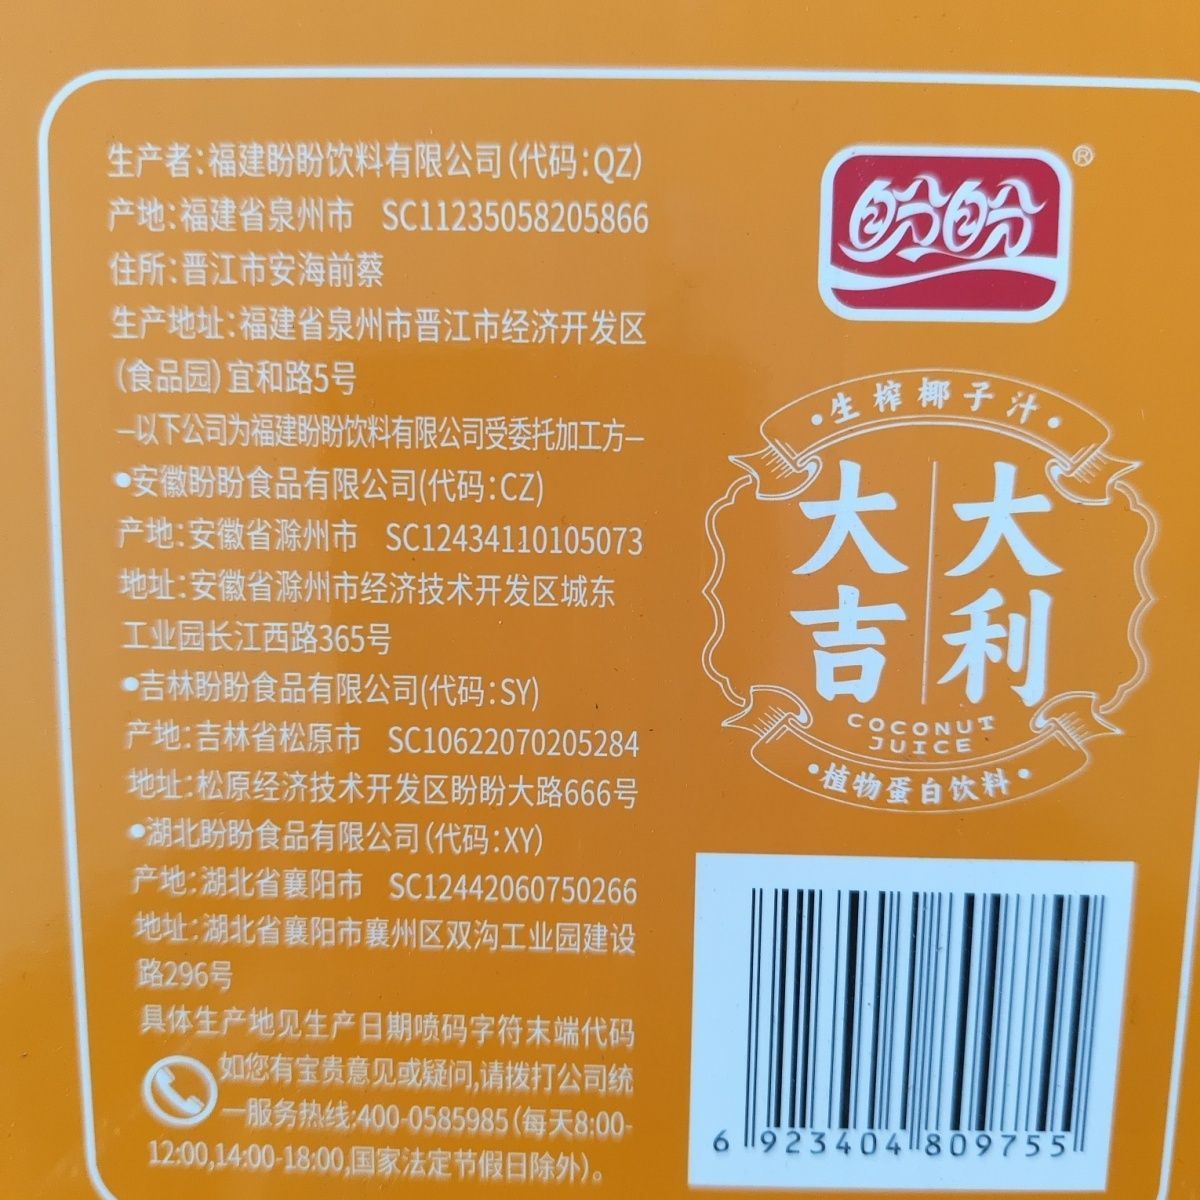 生产者:福建盼盼饮料有限公司(代码:QZ)
产地:福建省泉州市 SC11235058205866
住所:晋江市安海前蔡
生产地址:福建省泉州市晋江市经济开发区
(食品园)宜和路5号
—以下公司为福建盼盼饮料有限公司受委托加工方—
•安徽盼盼食品有限公司(代码:CZ)
产地:安徽省滁州市 SC12434110105073
地址:安徽省滁州市经济技术开发区城东
工业园长江西路365号
•吉林盼盼食品有限公司(代码:SY)
产地:吉林省松原市 SC10622070205284
地址:松原经济技术开发区盼盼大路666号
•湖北盼盼食品有限公司(代码:XY)
产地:湖北省襄阳市 SC12442060750266
地址:湖北省襄阳市襄州区双沟工业园建设
路296号
具体生产地见生产日期喷码字符末端代码
如您有宝贵意见或疑问,请拨打公司统
一服务热线:400-0585985(每天8:00-
12:00,14:00-18:00,国家法定节假日除外)。
盼盼®
•生榨椰子汁•
大吉
大利
COCONUT
JUICE
•植物蛋白饮料•
6 923404 809755